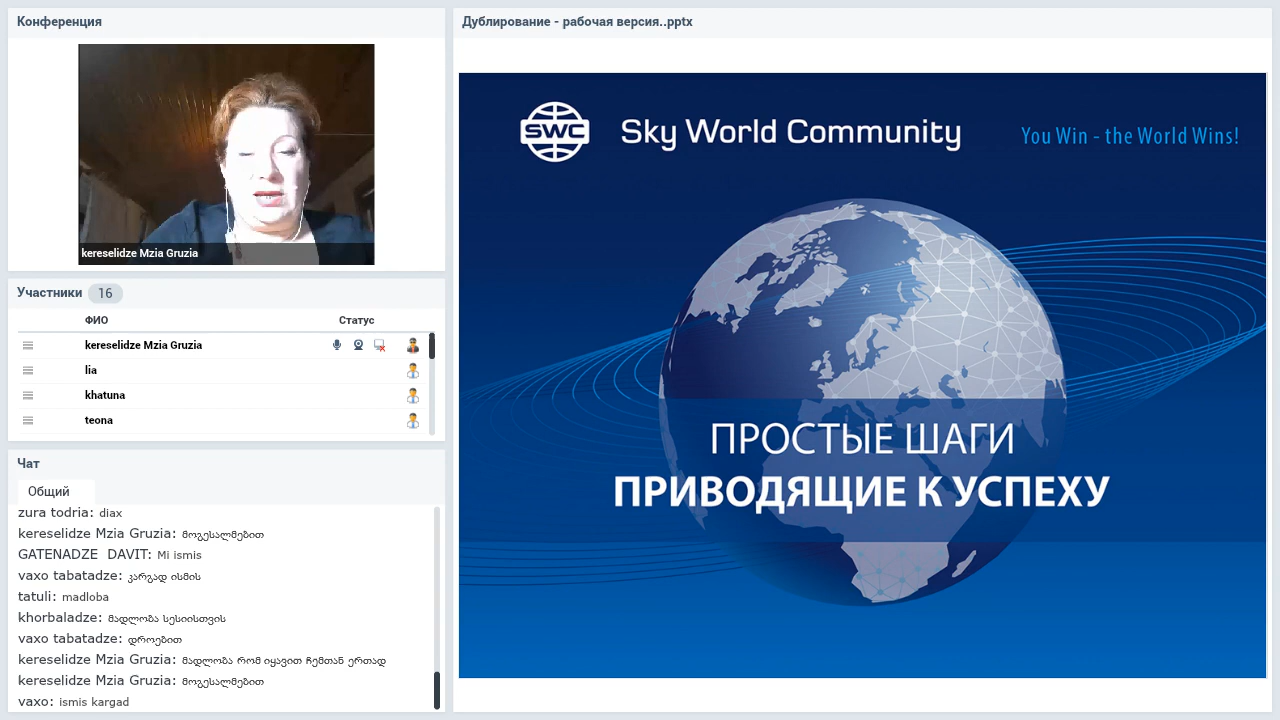 Конференция
kereselidze Mzia Gruzia
Участники 16
ФИО Статус
kereselidze Mzia Gruzia
lia
khatuna
teona
Чат
Общий
zura todria: diax
kereselidze Mzia Gruzia: მოგესალმებით
GATENADZE DAVIT: Mi ismis
vaxo tabatadze: კარგად ისმის
tatuli: madloba
khorbaladze: მადლობა სესიისთვის
vaxo tabatadze: დროებით
kereselidze Mzia Gruzia: მადლობა რომ იყავით ჩემთან ერთად
kereselidze Mzia Gruzia: მოგესალმებით
vaxo: ismis kargad
Дублирование - рабочая версия..pptx
SWC
Sky World Community
You Win - the World Wins!
ПРОСТЫЕ ШАГИ
ПРИВОДЯЩИЕ К УСПЕХУ